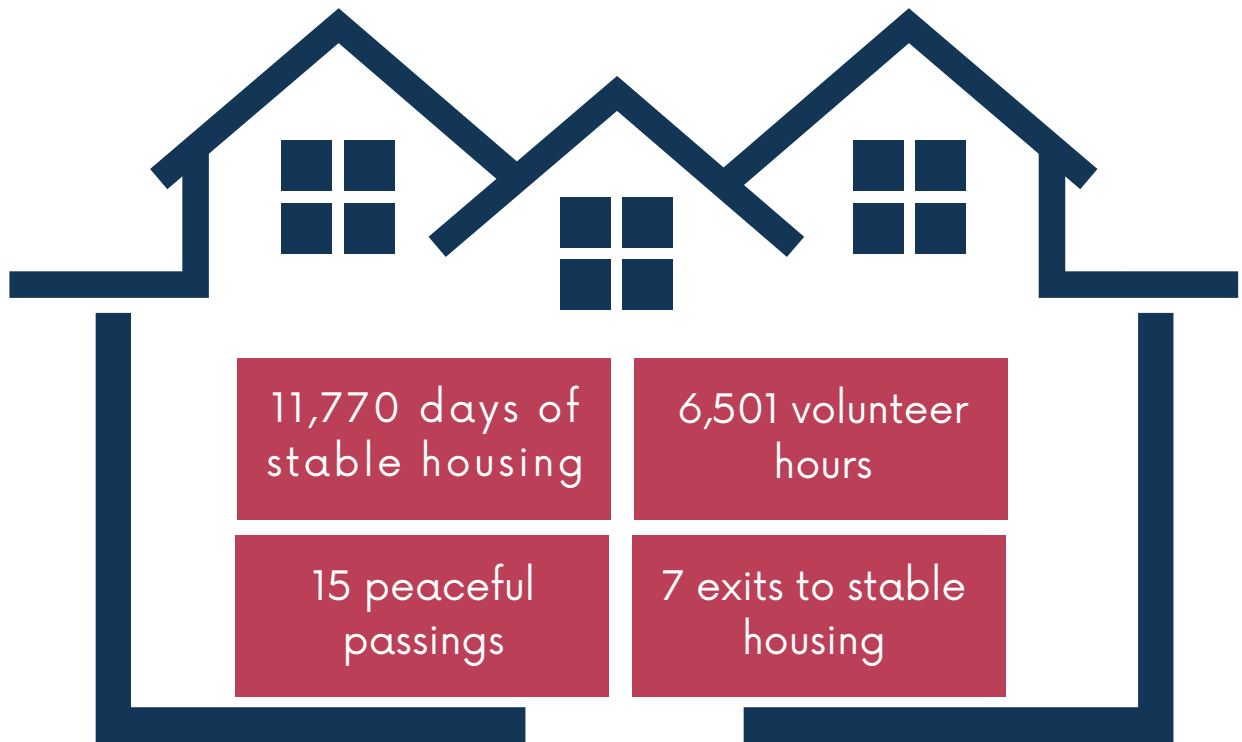 11,770 days of
stable housing
6,501 volunteer
hours
15 peaceful
passings
7 exits to stable
housing